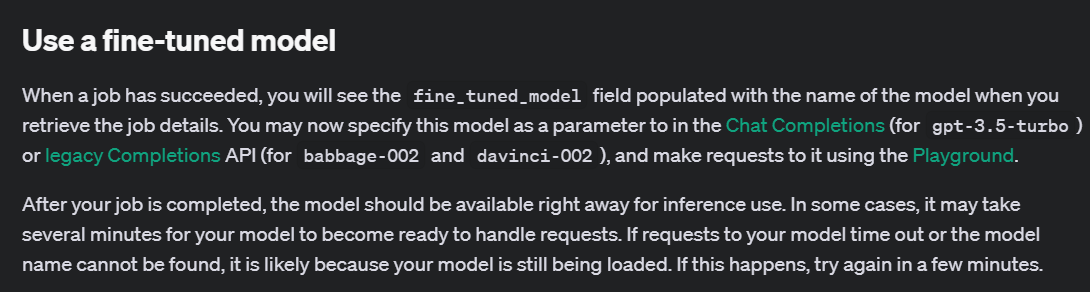 Use a fine-tuned model
When a job has succeeded, you will see the fine_tuned_model field populated with the name of the model when you
retrieve the job details. You may now specify this model as a parameter to in the Chat Completions (for gpt-3.5-turbo )
or legacy Completions API (for babbage-002 and davinci-002 ), and make requests to it using the Playground.
After your job is completed, the model should be available right away for inference use. In some cases, it may take
several minutes for your model to become ready to handle requests. If requests to your model time out or the model
name cannot be found, it is likely because your model is still being loaded. If this happens, try again in a few minutes.